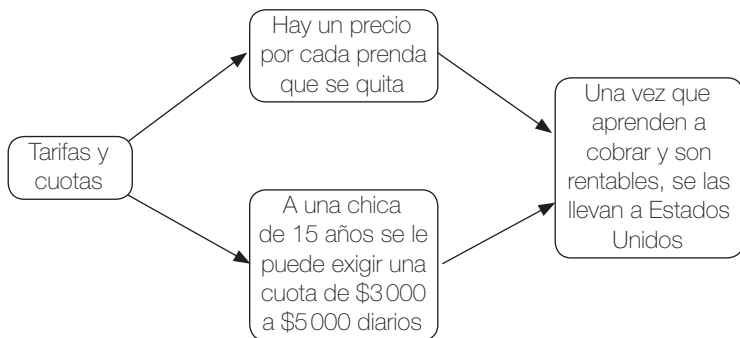 Hay un precio
por cada prenda
que se quita
Tarifas y
cuotas
A una chica
de 15 años se le
puede exigir una
cuota de $3 000
a $5 000 diarios
Una vez que
aprenden a
cobrar y son
rentables, se las
llevan a Estados
Unidos